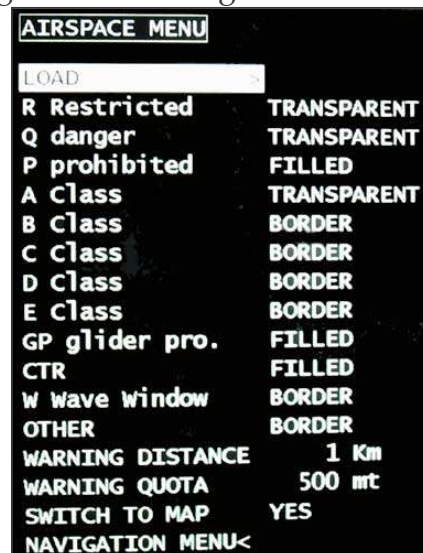 AIRSPACE MENU
LOAD >
R Restricted TRANSPARENT
Q danger TRANSPARENT
P prohibited FILLED
A Class TRANSPARENT
B Class BORDER
C Class BORDER
D Class BORDER
E Class BORDER
GP glider pro. FILLED
CTR FILLED
W Wave Window BORDER
OTHER BORDER
WARNING DISTANCE 1 Km
WARNING QUOTA 500 mt
SWITCH TO MAP YES
NAVIGATION MENU<